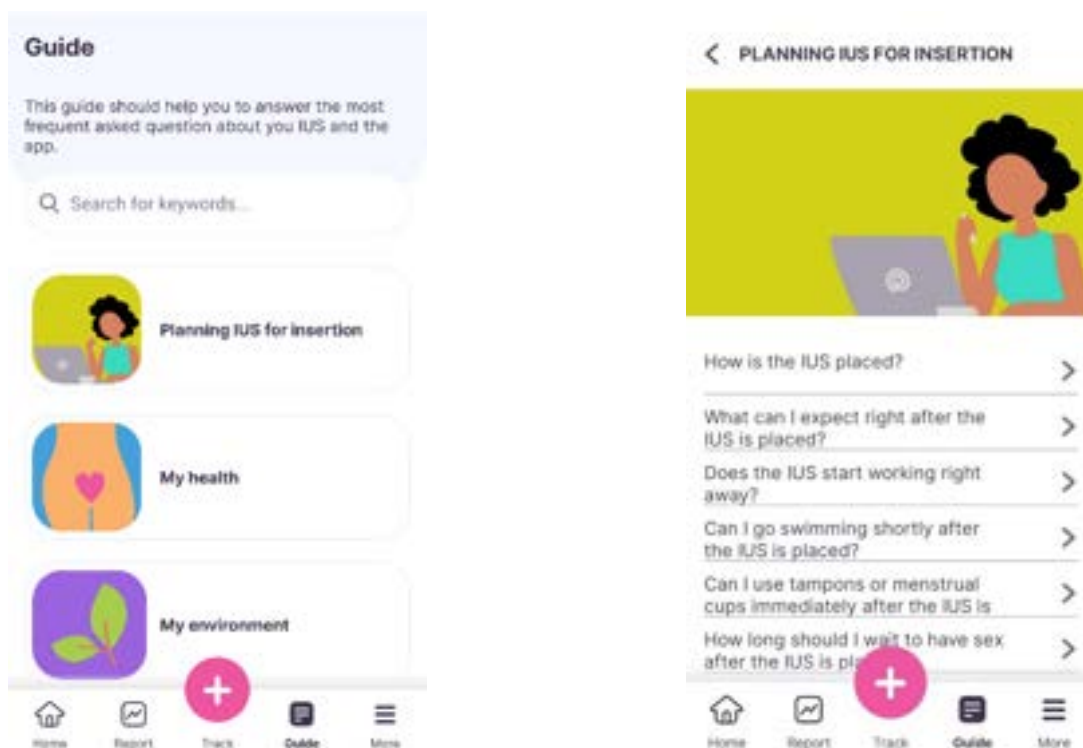 Guide
This guide should help you to answer the most
frequent asked question about you IUS and the
app.
Search for keywords...
Planning IUS for insertion
My health
My environment
Home
Report
Track
Guide
More
PLANNING IUS FOR INSERTION
How is the IUS placed?
What can I expect right after the
IUS is placed?
Does the IUS start working right
away?
Can I go swimming shortly after
the IUS is placed?
Can I use tampons or menstrual
cups immediately after the IUS is
How long should I wait to have sex
after the IUS is pla
Home
Report
Track
Guide
More